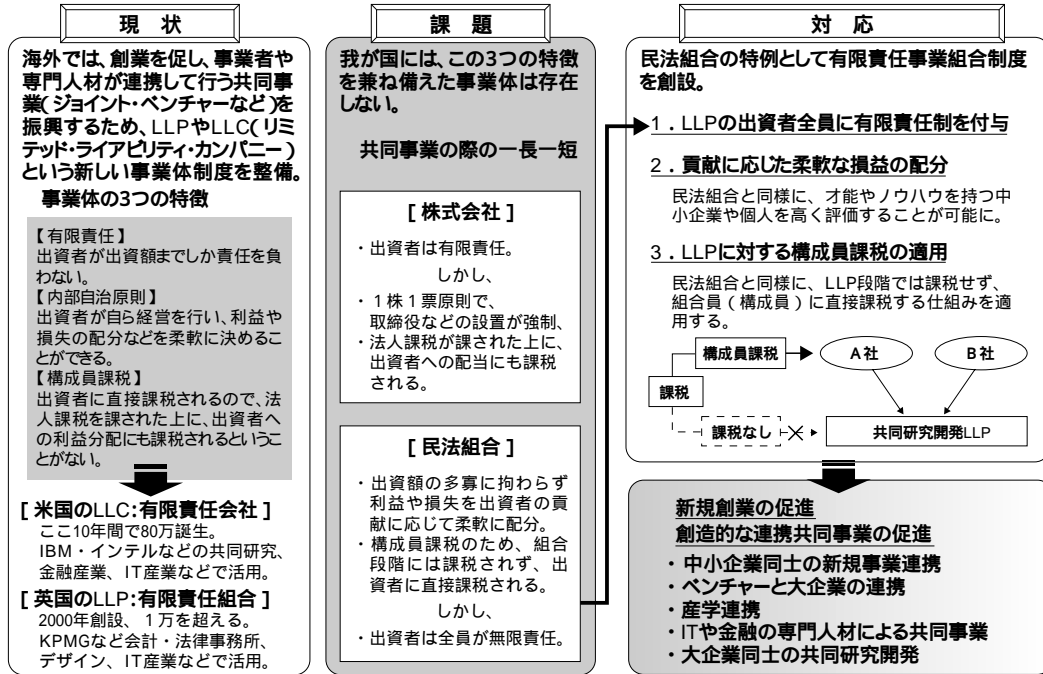 現 状
海外では、創業を促し、事業者や
専門人材が連携して行う共同事
業(ジョイント・ベンチャーなど)を
振興するため、LLPやLLC(リミ
テッド・ライアビリティ・カンパニー)
という新しい事業体制度を整備。
事業体の3つの特徴
【有限責任】
出資者が出資額までしか責任を負
わない。
【内部自治原則】
出資者が自ら経営を行い、利益や
損失の配分などを柔軟に決めるこ
とができる。
【構成員課税】
出資者に直接課税されるので、法
人課税を課された上に、出資者へ
の利益分配にも課税されるというこ
とがない。
[ 米国のLLC:有限責任会社 ]
ここ10年間で80万誕生。
IBM・インテルなどの共同研究、
金融産業、IT産業などで活用。
[ 英国のLLP:有限責任組合 ]
2000年創設、1万を超える。
KPMGなど会計・法律事務所、
デザイン、IT産業などで活用。
課 題
我が国には、この3つの特徴
を兼ね備えた事業体は存在
しない。
共同事業の際の一長一短
[ 株式会社 ]
・出資者は有限責任。
しかし、
・1株1票原則で、
取締役などの設置が強制、
・法人課税が課された上に、
出資者への配当にも課税
される。
[ 民法組合 ]
・出資額の多寡に拘わらず
利益や損失を出資者の貢
献に応じて柔軟に配分。
・構成員課税のため、組合
段階には課税されず、出
資者に直接課税される。
しかし、
・出資者は全員が無限責任。
対 応
民法組合の特例として有限責任事業組合制度
を創設。
1.LLPの出資者全員に有限責任制を付与
2.貢献に応じた柔軟な損益の配分
民法組合と同様に、才能やノウハウを持つ中
小企業や個人を高く評価することが可能に。
3.LLPに対する構成員課税の適用
民法組合と同様に、LLP段階では課税せず、
組合員(構成員)に直接課税する仕組みを適
用する。
構成員課税
A社
B社
課税
課税なし
共同研究開発LLP
新規創業の促進
創造的な連携共同事業の促進
・中小企業同士の新規事業連携
・ベンチャーと大企業の連携
・産学連携
・ITや金融の専門人材による共同事業
・大企業同士の共同研究開発